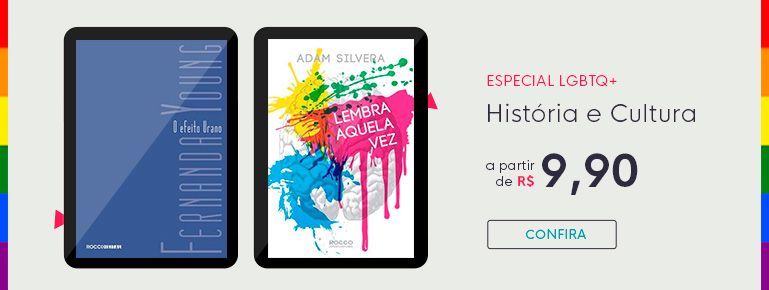 FERNANDA YOUNG
O efeito Urano
ROCCO
ADAM SILVERA
LEMBRA
AQUELA
VEZ
ROCCO
ESPECIAL LGBTQ+
História e Cultura
a partir
de R$ 9,90
CONFIRA